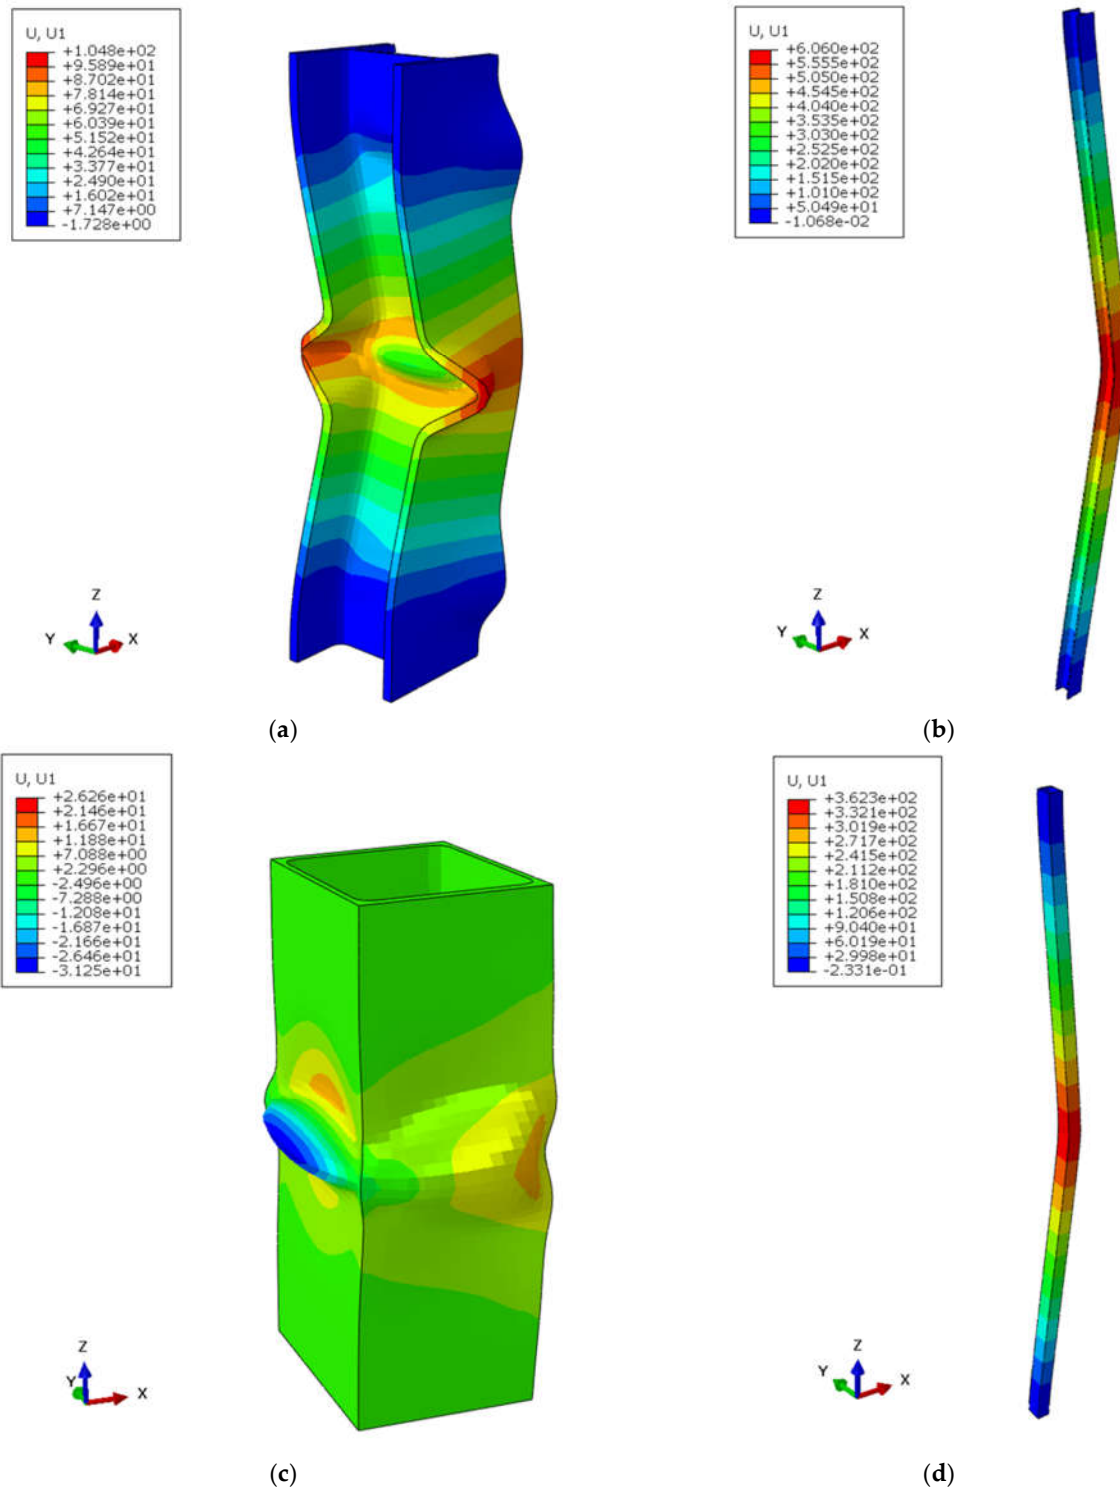 U, U1
+1.048e+02
+9.589e+01
+8.702e+01
+7.814e+01
+6.927e+01
+6.039e+01
+5.152e+01
+4.264e+01
+3.377e+01
+2.490e+01
+1.602e+01
+7.147e+00
-1.728e+00
Z
Y
X
(a)
U, U1
+6.060e+02
+5.555e+02
+5.050e+02
+4.545e+02
+4.040e+02
+3.535e+02
+3.030e+02
+2.525e+02
+2.020e+02
+1.515e+02
+1.010e+02
+5.049e+01
-1.068e-02
Z
Y
X
(b)
U, U1
+2.626e+01
+2.146e+01
+1.667e+01
+1.188e+01
+7.088e+00
+2.296e+00
-2.496e+00
-7.288e+00
-1.208e+01
-1.687e+01
-2.166e+01
-2.646e+01
-3.125e+01
Z
Y
X
(c)
U, U1
+3.623e+02
+3.321e+02
+3.019e+02
+2.717e+02
+2.415e+02
+2.112e+02
+1.810e+02
+1.508e+02
+1.206e+02
+9.040e+01
+6.019e+01
+2.998e+01
-2.331e-01
Z
Y
X
(d)